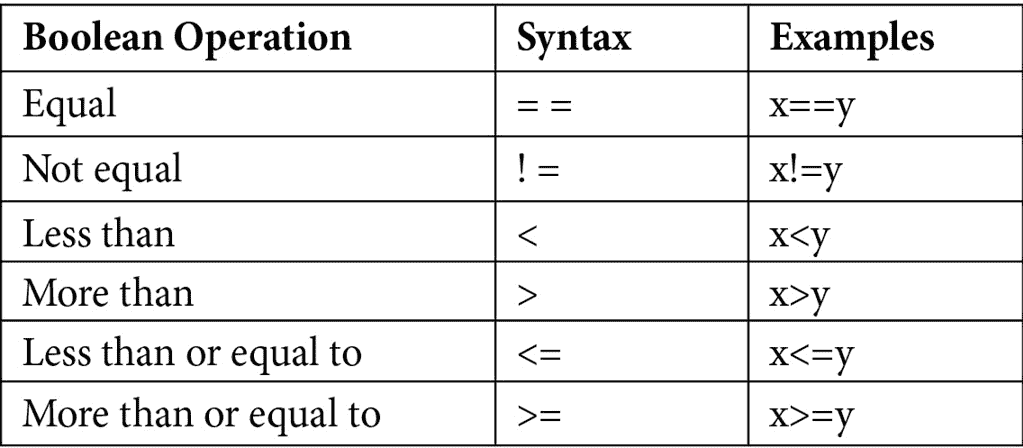 Boolean Operation Syntax Examples
Equal = = x==y
Not equal ! = x!=y
Less than < x<y
More than > x>y
Less than or equal to <= x<=y
More than or equal to >= x>=y